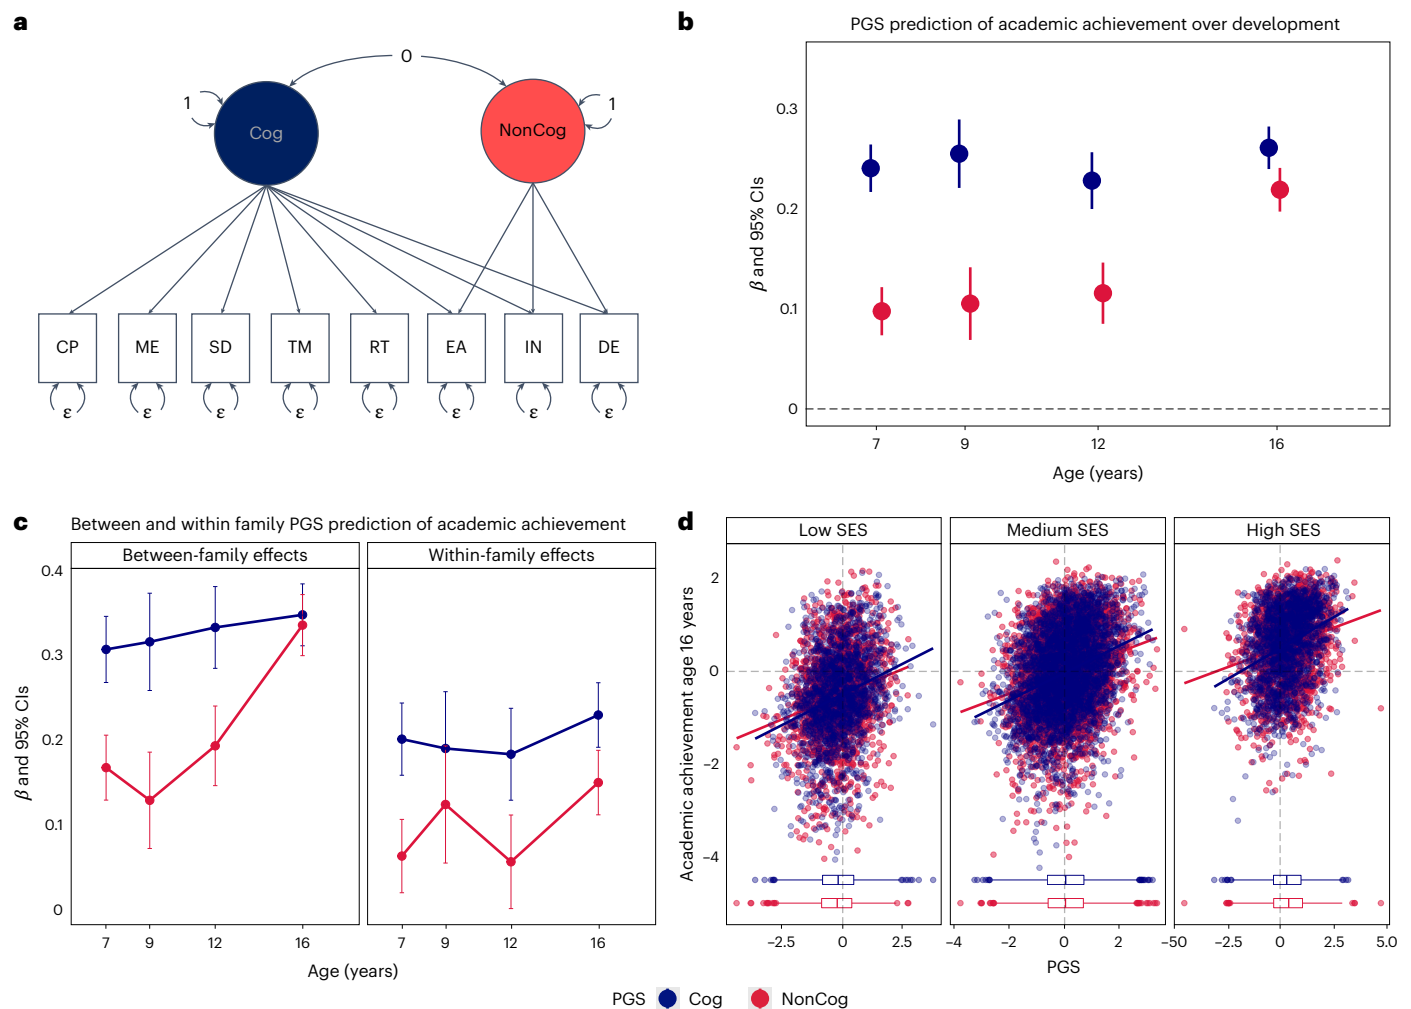 a
0
1
Cog
NonCog
1
CP ME SD TM RT EA IN DE
ε ε ε ε ε ε ε ε
b
PGS prediction of academic achievement over development
β and 95% CIs
0.3
0.2
0.1
0
7 9 12 16
Age (years)
c
Between and within family PGS prediction of academic achievement
Between-family effects Within-family effects
β and 95% CIs
0.4
0.3
0.2
0.1
0
7 9 12 16 7 9 12 16
Age (years)
d
Low SES Medium SES High SES
Academic achievement age 16 years
2
0
−2
−4
−2.5 0 2.5 −4 −2 0 2 −50 −2.5 0 2.5 5.0
PGS
PGS Cog NonCog